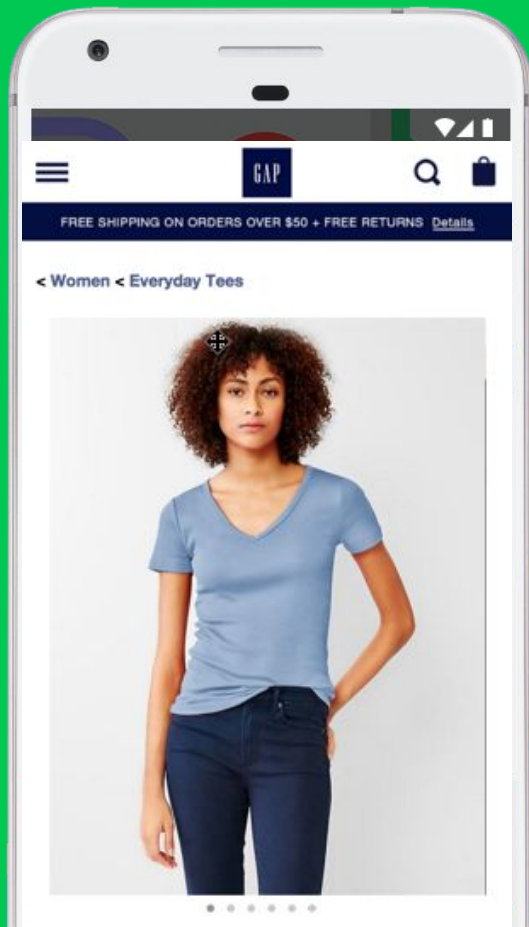 GAP
FREE SHIPPING ON ORDERS OVER $50 + FREE RETURNS Details
< Women < Everyday Tees